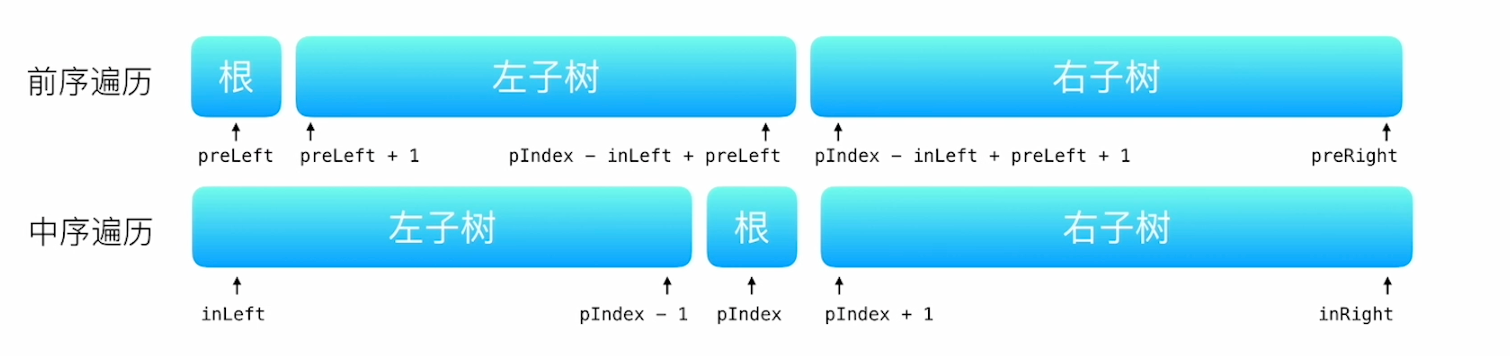 前序遍历 根 左子树 右子树
preLeft preLeft + 1 pIndex - inLeft + preLeft pIndex - inLeft + preLeft + 1 preRight
中序遍历 左子树 根 右子树
inLeft pIndex - 1 pIndex pIndex + 1 inRight